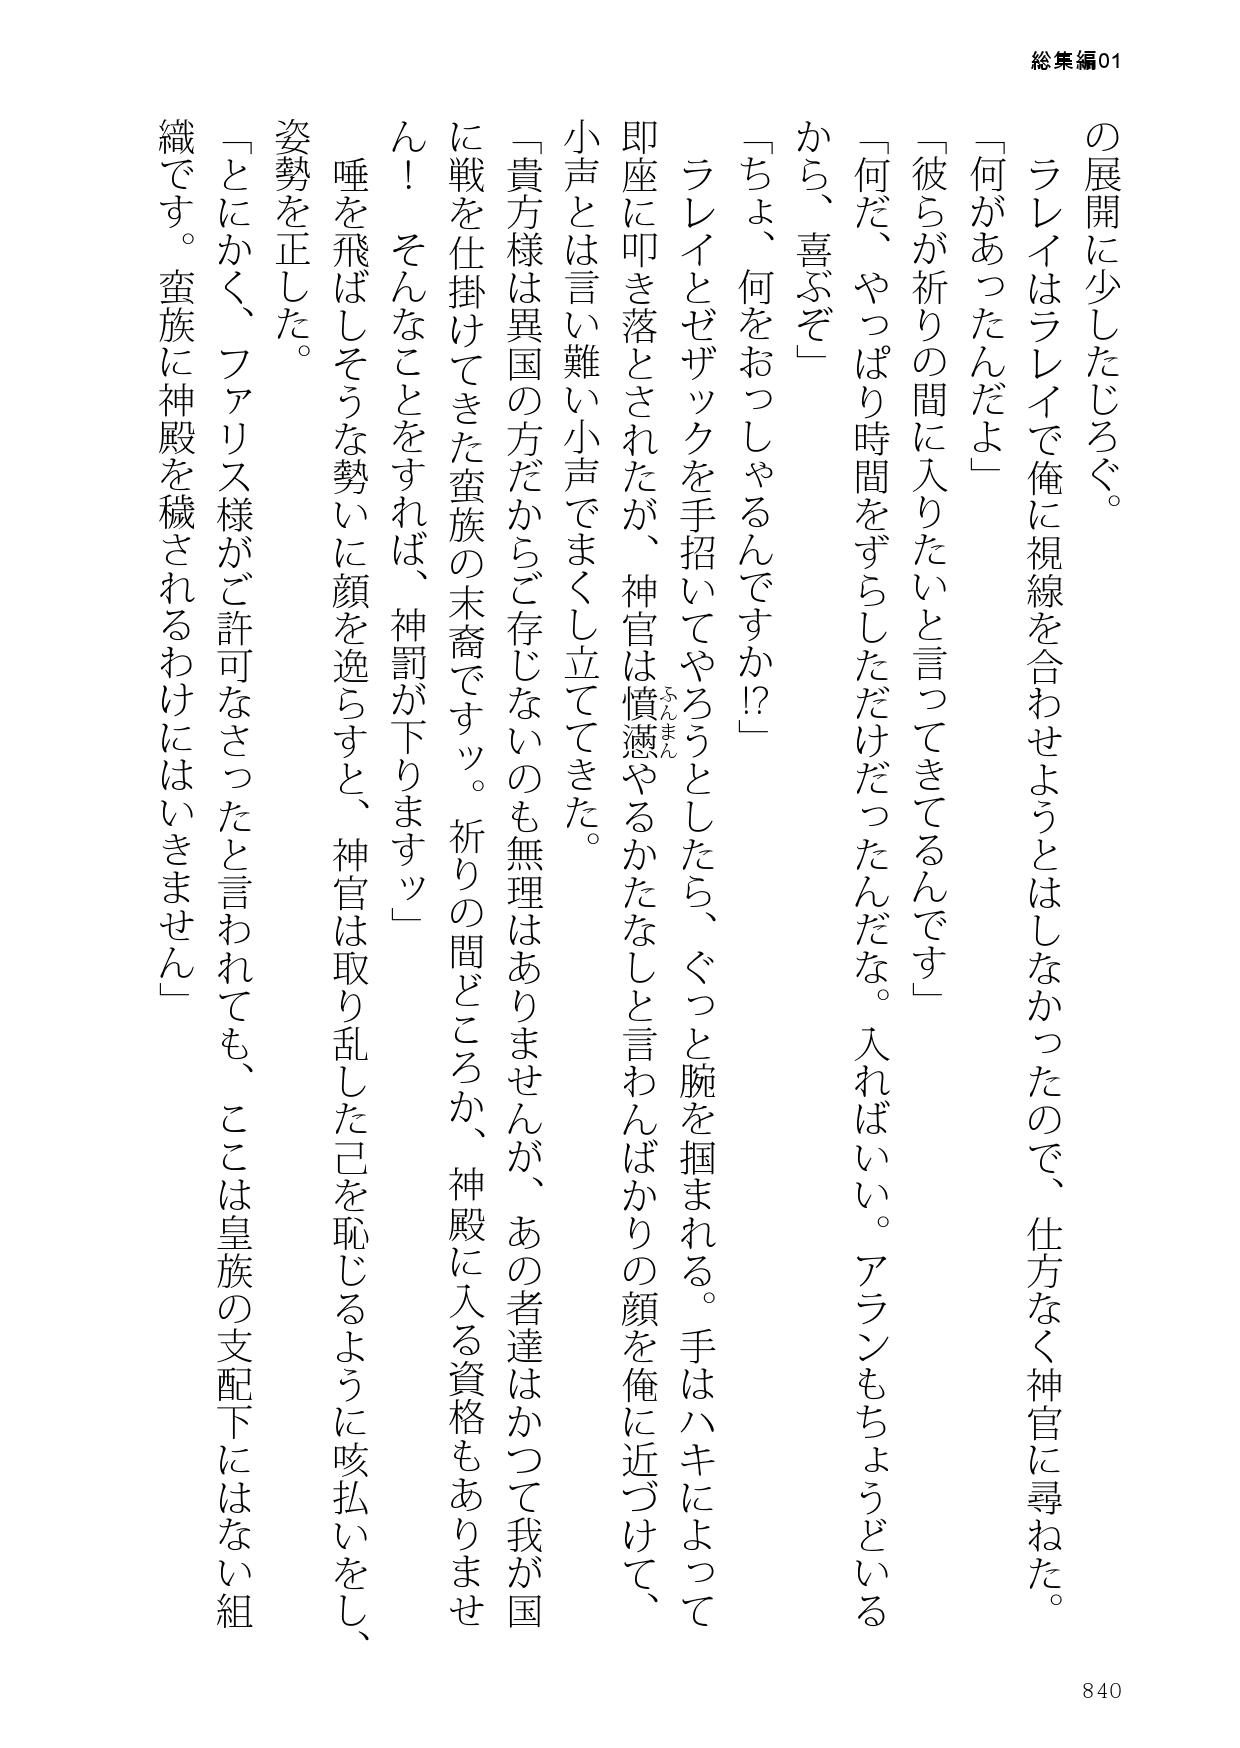 総集編01
の展開に少したじろぐ。
　ラレイはラレイで俺に視線を合わせようとはしなかったので、仕方なく神官に尋ねた。
「何があったんだよ」
「彼らが祈りの間に入りたいと言ってきてるんです」
「何だ、やっぱり時間をずらしただけだったんだな。入ればいい。アランもちょうどいる
から、喜ぶぞ」
「ちょ、何をおっしゃるんですか!?」
　ラレイとゼザックを手招いてやろうとしたら、ぐっと腕を掴まれる。手はハキによって
即座に叩き落とされたが、神官は憤懣やるかたなしと言わんばかりの顔を俺に近づけて、
ふんまん
小声とは言い難い小声でまくし立ててきた。
「貴方様は異国の方だからご存じないのも無理はありませんが、あの者達はかつて我が国
に戦を仕掛けてきた蛮族の末裔ですッ。祈りの間どころか、神殿に入る資格もありませ
ん！　そんなことをすれば、神罰が下りますッ」
　唾を飛ばしそうな勢いに顔を逸らすと、神官は取り乱した己を恥じるように咳払いをし、
姿勢を正した。
「とにかく、ファリス様がご許可なさったと言われても、ここは皇族の支配下にはない組
織です。蛮族に神殿を穢されるわけにはいきません」
840